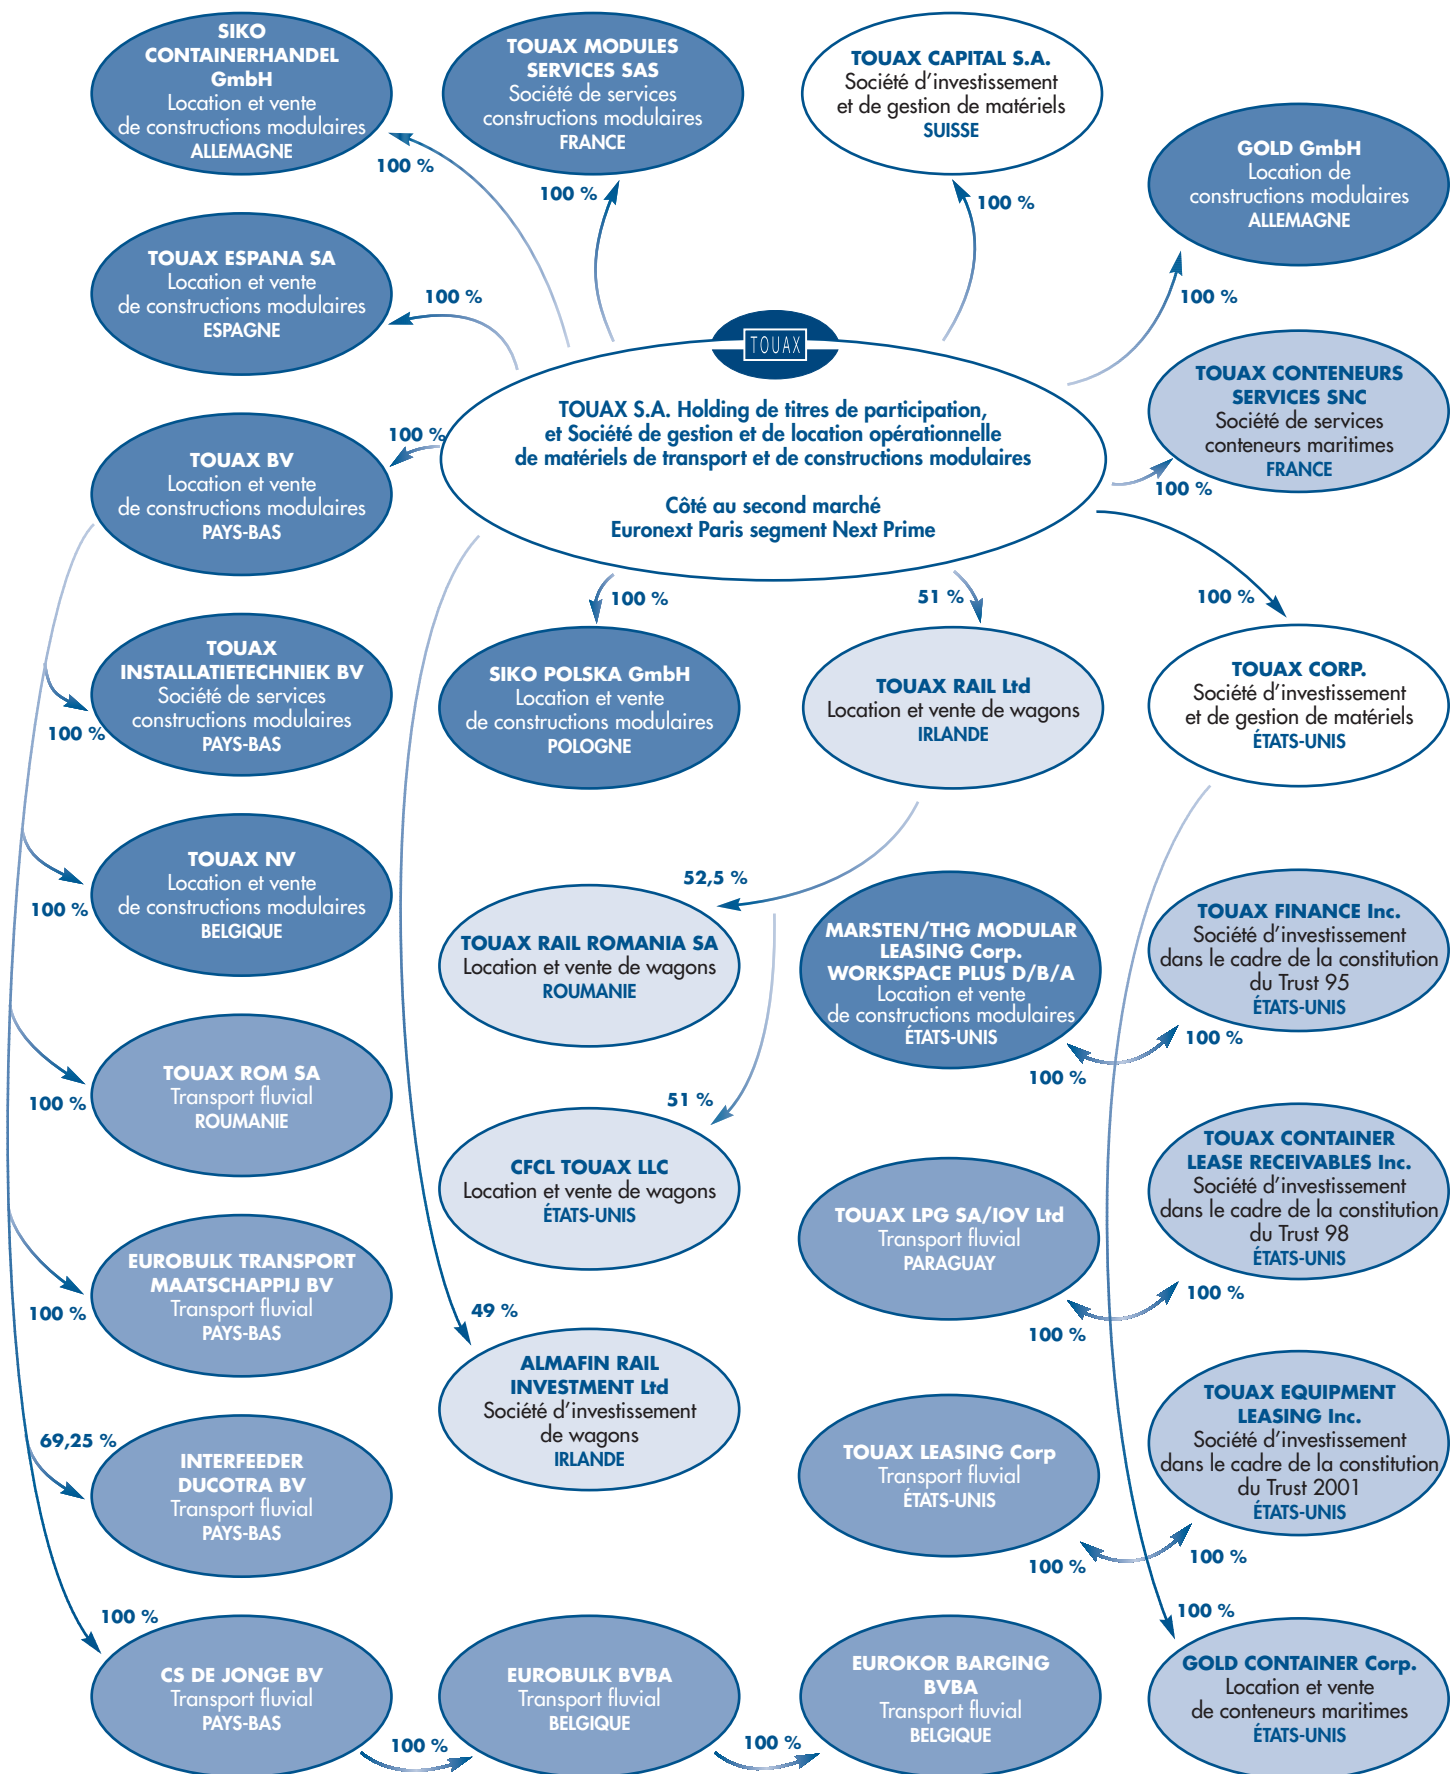 SIKO
CONTAINERHANDEL
GmbH
Location et vente
de constructions modulaires
ALLEMAGNE
100 %
TOUAX MODULES
SERVICES SAS
Société de services
constructions modulaires
FRANCE
100 %
TOUAX CAPITAL S.A.
Société d'investissement
et de gestion de matériels
SUISSE
100 %
GOLD GmbH
Location de
constructions modulaires
ALLEMAGNE
100 %
TOUAX ESPANA SA
Location et vente
de constructions modulaires
ESPAGNE
100 %
TOUAX
TOUAX S.A. Holding de titres de participation,
et Société de gestion et de location opérationnelle
de matériels de transport et de constructions modulaires
Côté au second marché
Euronext Paris segment Next Prime
TOUAX CONTENEURS
SERVICES SNC
Société de services
conteneurs maritimes
FRANCE
100 %
TOUAX BV
Location et vente
de constructions modulaires
PAYS-BAS
100 %
TOUAX
INSTALLATIETECHNIEK BV
Société de services
constructions modulaires
PAYS-BAS
100 %
SIKO POLSKA GmbH
Location et vente
de constructions modulaires
POLOGNE
100 %
TOUAX RAIL Ltd
Location et vente de wagons
IRLANDE
51 %
TOUAX CORP.
Société d'investissement
et de gestion de matériels
ÉTATS-UNIS
100 %
TOUAX NV
Location et vente
de constructions modulaires
BELGIQUE
100 %
52,5 %
TOUAX RAIL ROMANIA SA
Location et vente de wagons
ROUMANIE
MARSTEN/THG MODULAR
LEASING Corp.
WORKSPACE PLUS D/B/A
Location et vente
de constructions modulaires
ÉTATS-UNIS
100 %
TOUAX FINANCE Inc.
Société d'investissement
dans le cadre de la constitution
du Trust 95
ÉTATS-UNIS
100 %
TOUAX ROM SA
Transport fluvial
ROUMANIE
100 %
51 %
CFCL TOUAX LLC
Location et vente de wagons
ÉTATS-UNIS
TOUAX LPG SA/IOV Ltd
Transport fluvial
PARAGUAY
100 %
TOUAX CONTAINER
LEASE RECEIVABLES Inc.
Société d'investissement
dans le cadre de la constitution
du Trust 98
ÉTATS-UNIS
100 %
EUROBULK TRANSPORT
MAATSCHAPPIJ BV
Transport fluvial
PAYS-BAS
100 %
49 %
ALMAFIN RAIL
INVESTMENT Ltd
Société d'investissement
de wagons
IRLANDE
TOUAX LEASING Corp
Transport fluvial
ÉTATS-UNIS
100 %
TOUAX EQUIPMENT
LEASING Inc.
Société d'investissement
dans le cadre de la constitution
du Trust 2001
ÉTATS-UNIS
100 %
69,25 %
INTERFEEDER
DUCOTRA BV
Transport fluvial
PAYS-BAS
100 %
CS DE JONGE BV
Transport fluvial
PAYS-BAS
100 %
EUROBULK BVBA
Transport fluvial
BELGIQUE
100 %
EUROKOR BARGING
BVBA
Transport fluvial
BELGIQUE
100 %
GOLD CONTAINER Corp.
Location et vente
de conteneurs maritimes
ÉTATS-UNIS